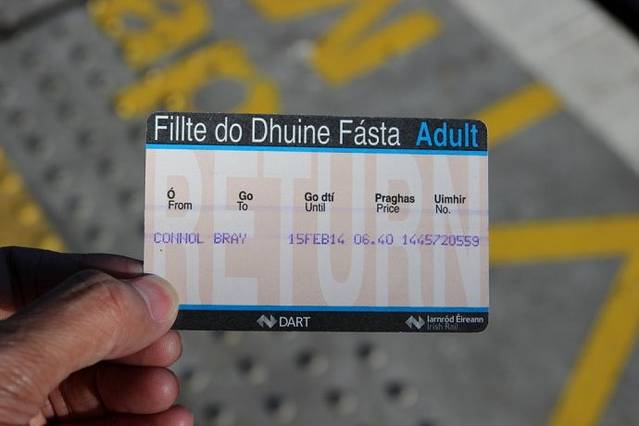 Fillte do Dhuine Fásta Adult
RETURN
Ó Go Go dtí Praghas Uimhir
From To Until Price No.
CONNOL BRAY 15FEB14 06.40 1445720559
DART Iarnród Éireann
Irish Rail